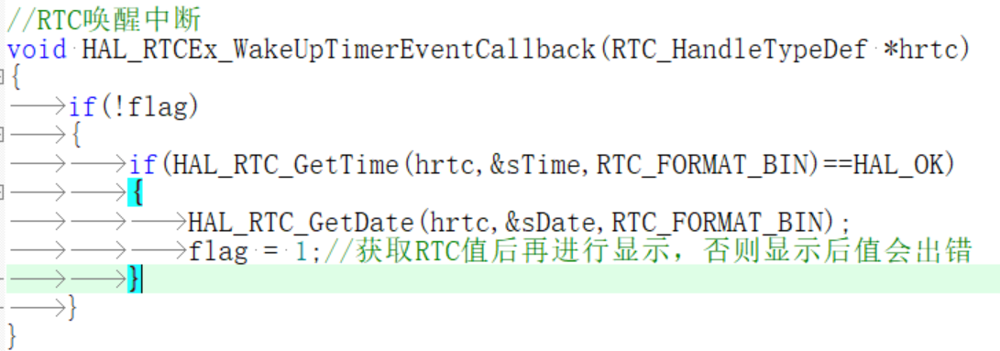 //RTC唤醒中断
void HAL_RTCEx_WakeUpTimerEventCallback(RTC_HandleTypeDef *hrtc)
{
if(!flag)
{
if(HAL_RTC_GetTime(hrtc,&sTime,RTC_FORMAT_BIN)==HAL_OK)
{
HAL_RTC_GetDate(hrtc,&sDate,RTC_FORMAT_BIN);
flag = 1;//获取RTC值后再进行显示，否则显示后值会出错
}
}
}